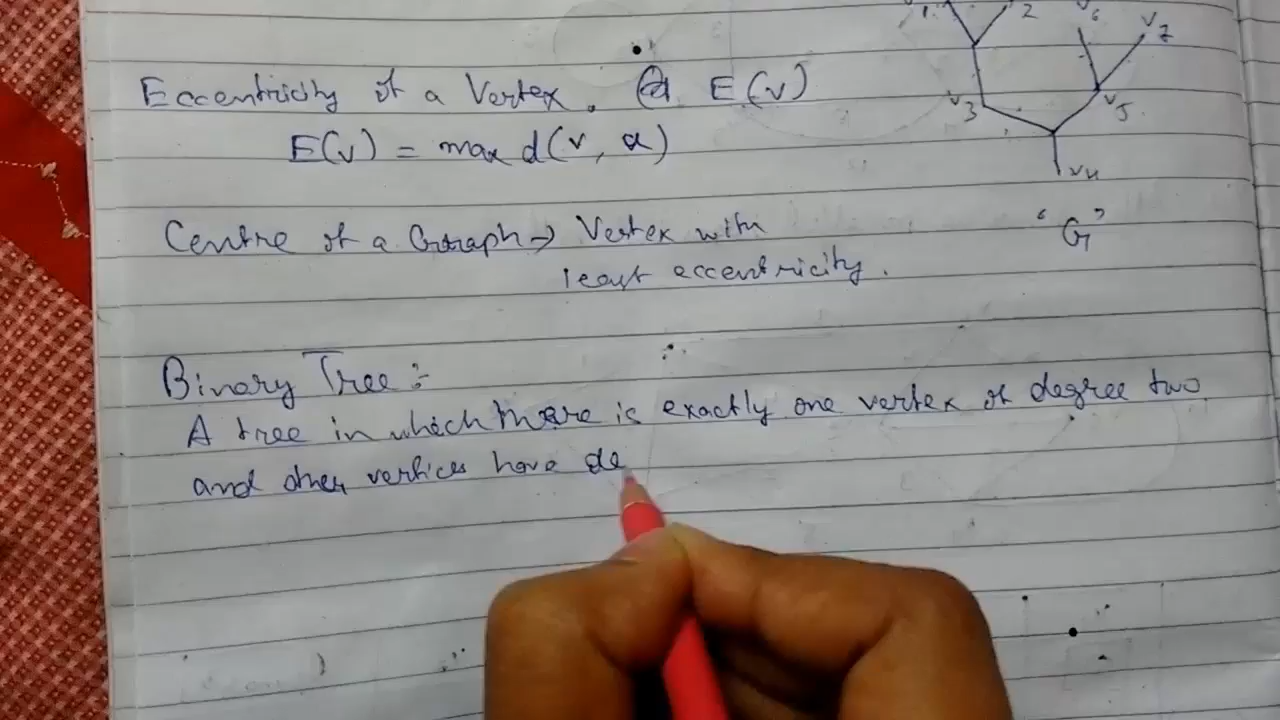 1 2 v6 v7
Eccentricity of a Vertex. E(v)
v3 v5
E(v) = max d(v, x)
v4
Centre of a Graph → Vertex with
"G"
least eccentricity.
Binary Tree :-
A tree in which there is exactly one vertex of degree two
and other vertices have de